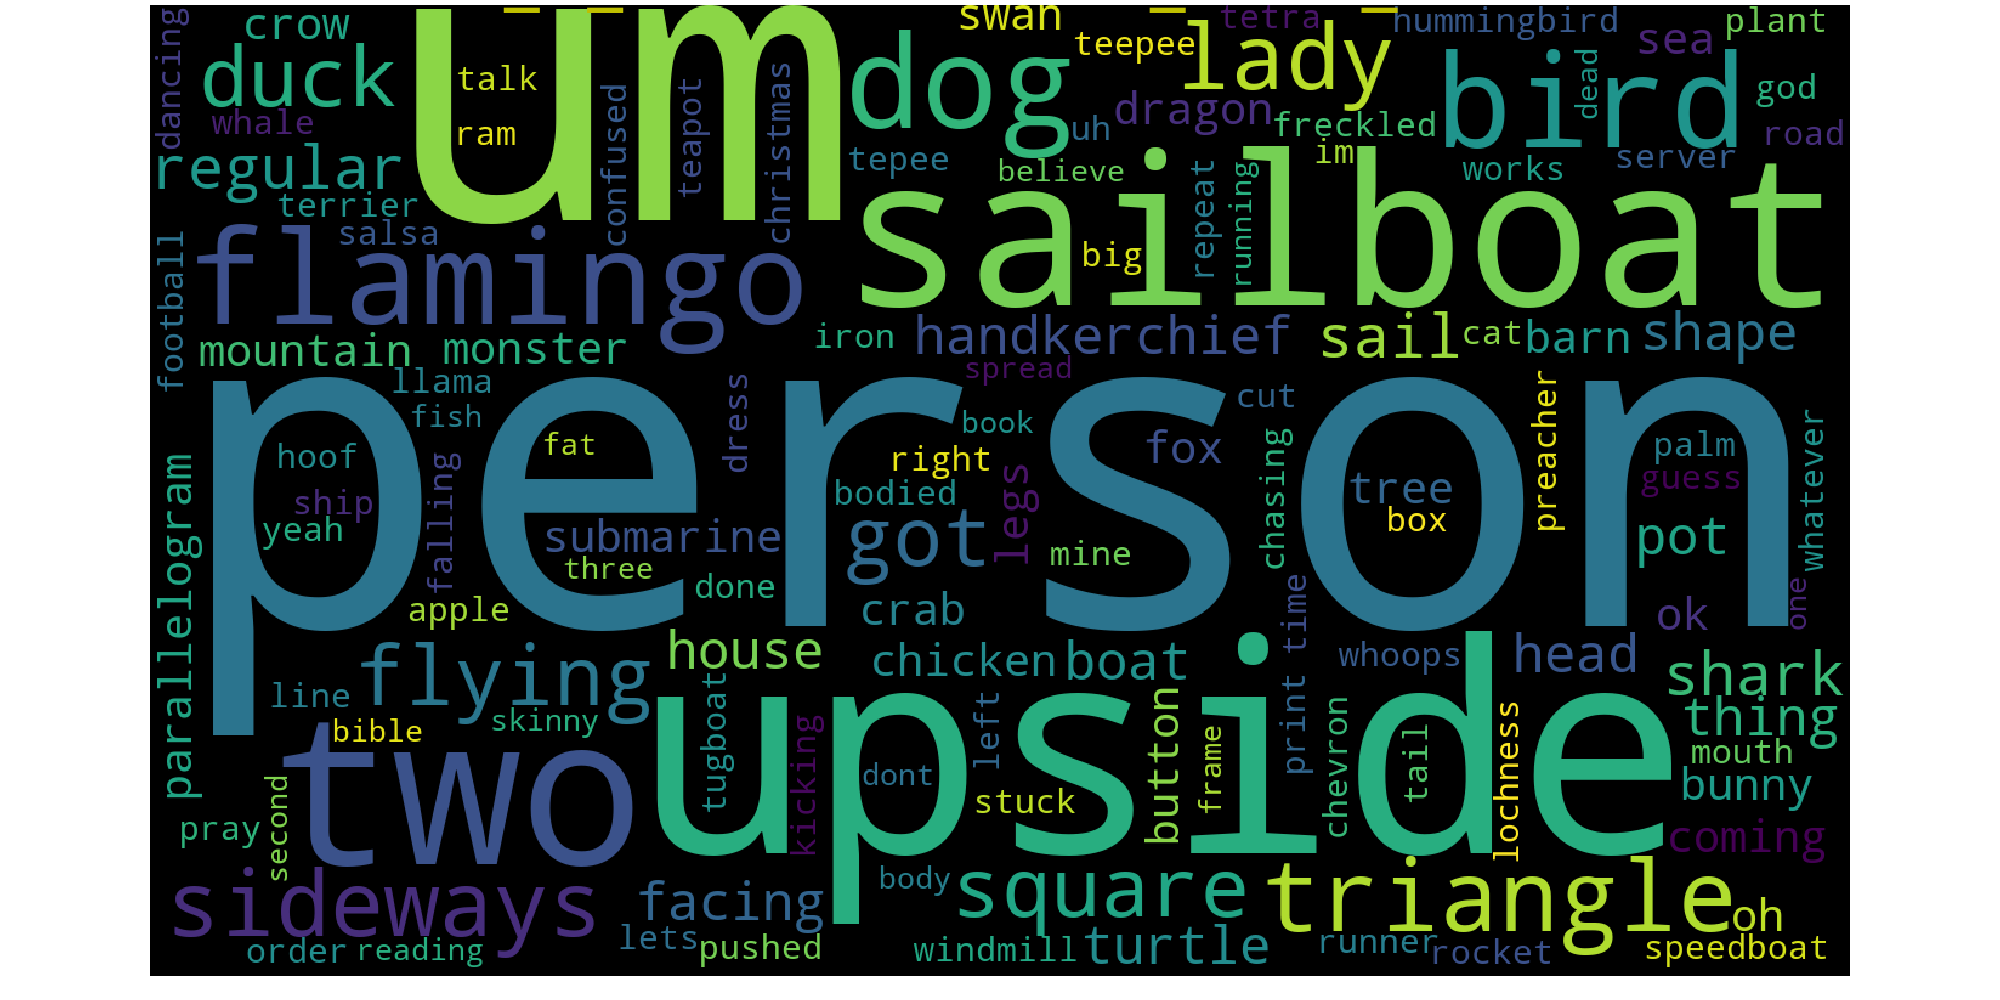 ddancing
crow
um
swan
tetra
hummingbird
plant
duck
talk
dog
teepee
lady
bird
sea
whale
ram
confused
teapot
christmas
uh
dragon
freckled
dead
god
road
regular
tepee
believe
im
works
server
terrier
salsa
sailboat
repeat
running
big
football
flamingo
mountain
monster
iron
handkerchief
sail
cat
barn
shape
llama
dress
spread
cut
person
fish
book
fox
preacher
palm
whatever
hoof
fat
right
legs
chasing
tree
guess
parallelogram
ship
falling
bodied
box
yeah
submarine
got
mine
pot
three
done
print time
one
apple
crab
ok
flying
house
chicken
boat
whoops
head
shark
line
skinny
tugboat
left
button
thing
bible
two
upside
kicking
frame
chevron
tail
lochness
mouth
second
dont
stuck
bunny
pray
coming
sideways
facing
body
square
triangle
oh
order
reading
lets
pushed
windmill
turtle
runner
rocket
speedboat